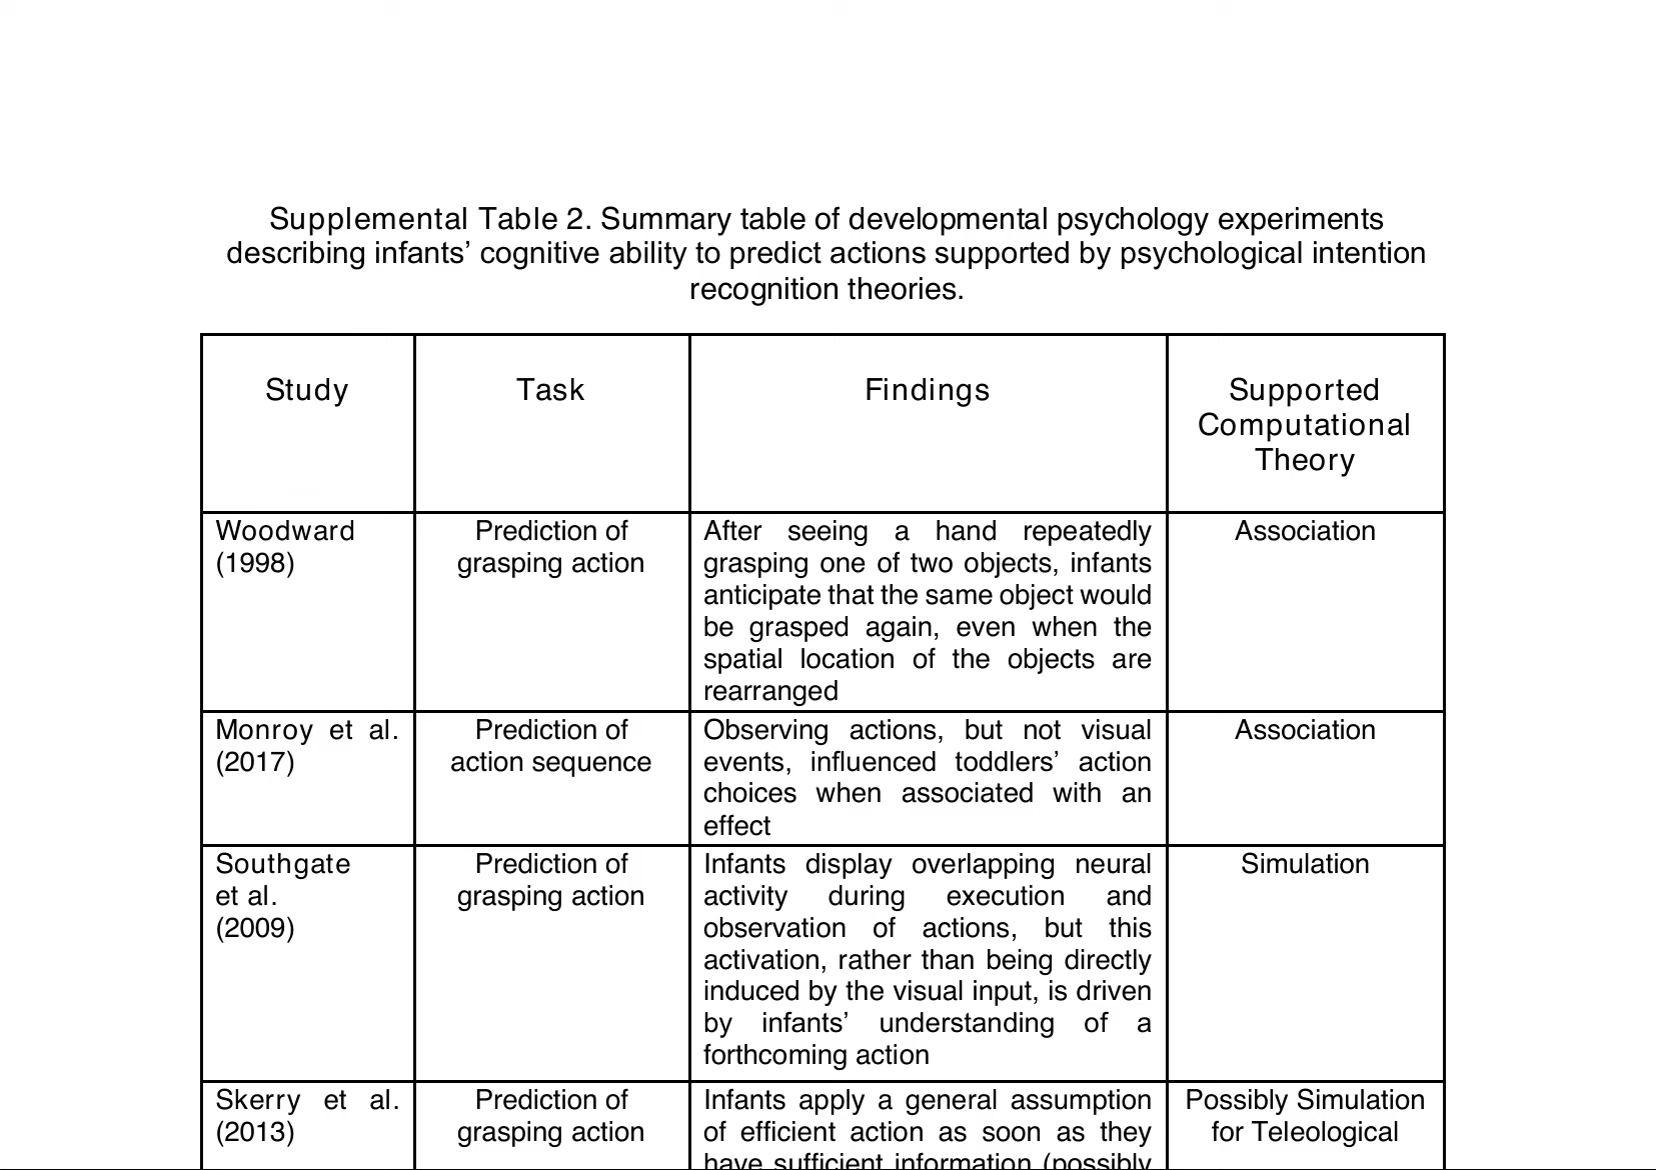 Supplemental Table 2. Summary table of developmental psychology experiments
describing infants’ cognitive ability to predict actions supported by psychological intention
recognition theories.
Study
Task
Findings
Supported
Computational
Theory
Woodward
(1998)
Prediction of
grasping action
After seeing a hand repeatedly
grasping one of two objects, infants
anticipate that the same object would
be grasped again, even when the
spatial location of the objects are
rearranged
Association
Monroy et al.
(2017)
Prediction of
action sequence
Observing actions, but not visual
events, influenced toddlers’ action
choices when associated with an
effect
Association
Southgate
et al.
(2009)
Prediction of
grasping action
Infants display overlapping neural
activity during execution and
observation of actions, but this
activation, rather than being directly
induced by the visual input, is driven
by infants’ understanding of a
forthcoming action
Simulation
Skerry et al.
(2013)
Prediction of
grasping action
Infants apply a general assumption
of efficient action as soon as they
have sufficient information (possibly
Possibly Simulation
for Teleological